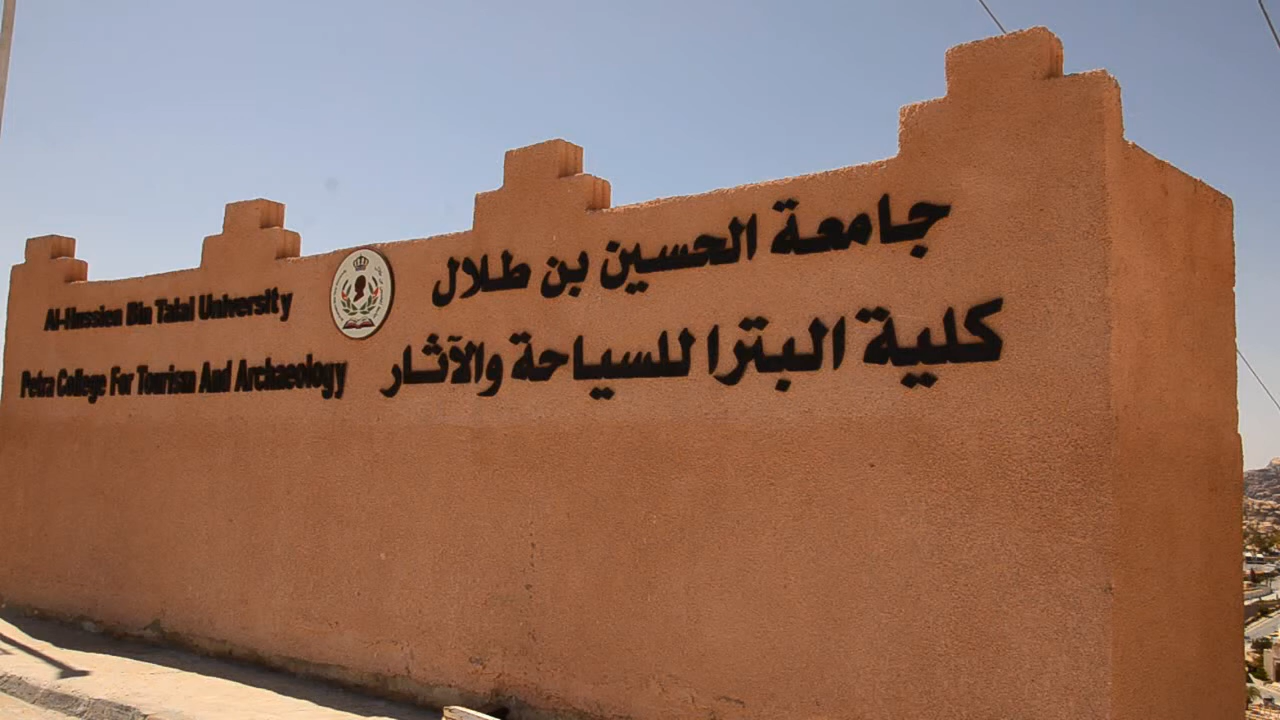 جامعة الحسين بن طلال
كلية البترا للسياحة والآثار
Al-Hussien Bin Talal University
Petra College For Tourism And Archaeology